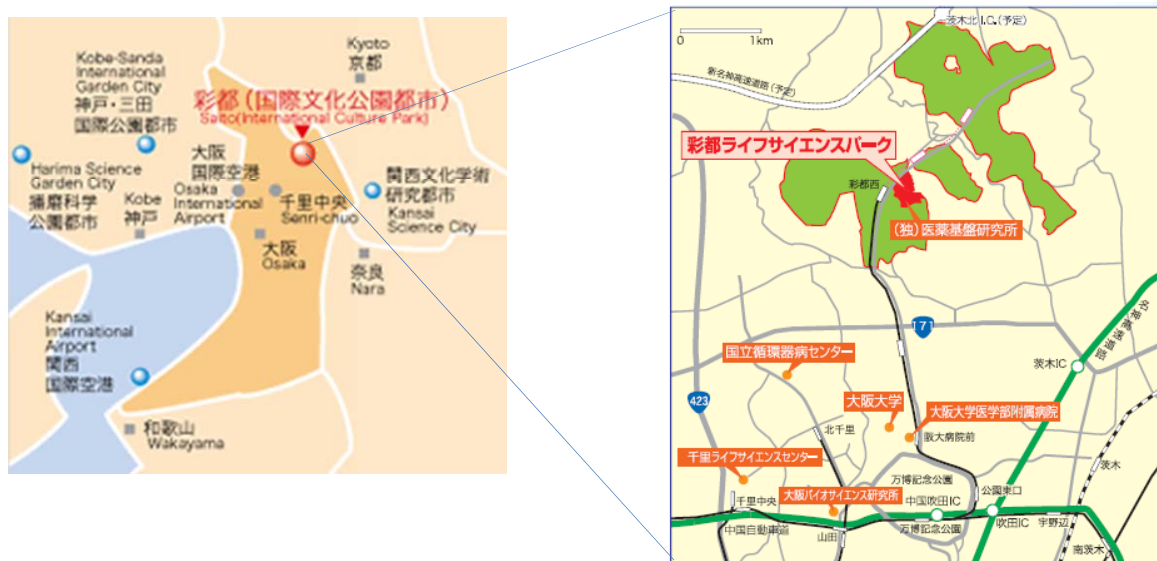 Kyoto
京都
Kobe-Sanda
International
Garden City
神戸・三田
国際公園都市
彩都(国際文化公園都市)
Saito(International Culture Park)
大阪
国際空港
Osaka
International
Airport
Harima Science
Garden City
播磨科学
公園都市
Kobe
神戸
千里中央
Senri-chuo
関西文化学術
研究都市
Kansai
Science City
大阪
Osaka
奈良
Nara
Kansai
International
Airport
関西
国際空港
和歌山
Wakayama
茨木北I.C.(予定)
0 1km
新名神高速道路(予定)
彩都ライフサイエンスパーク
彩都西
(独)医薬基盤研究所
171
名神高速道路
国立循環器病センター
茨木IC
423
大阪大学
大阪大学医学部附属病院
北千里
阪大病院前
千里ライフサイエンスセンター
茨木
万博記念公園
大阪バイオサイエンス研究所
公園東口
千里中央
中国吹田IC
中国自動車道
山田
万博記念公園
吹田IC
宇野辺
南茨木